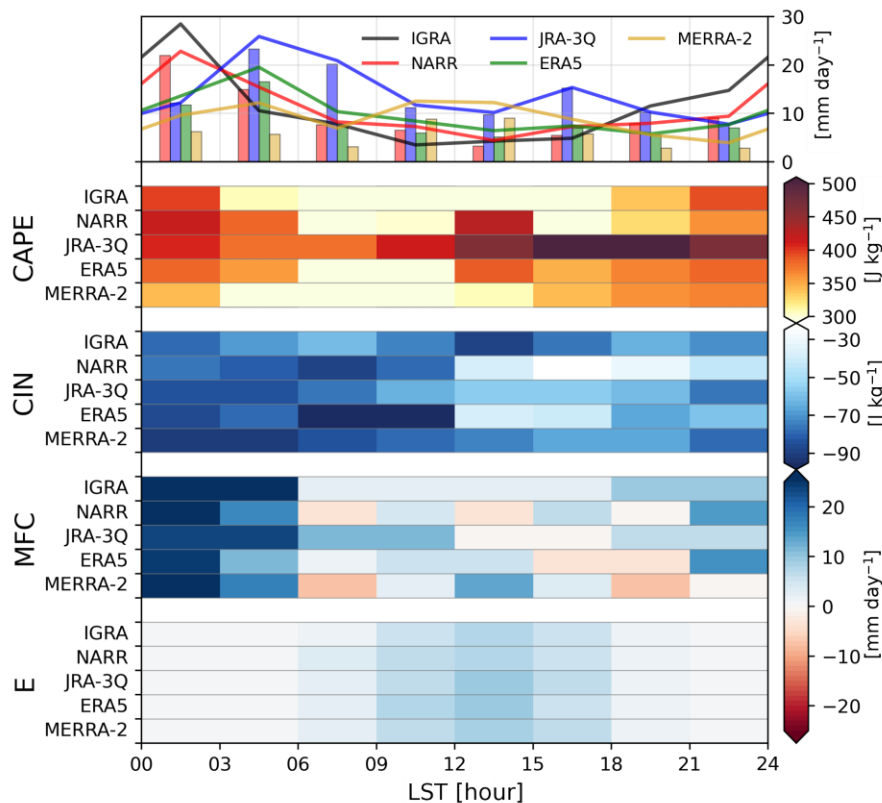 IGRA JRA-3Q MERRA-2
NARR ERA5
30
20
10
0
[mm day⁻¹]
CAPE
IGRA
NARR
JRA-3Q
ERA5
MERRA-2
500
450
400
350
300
[J kg⁻¹]
CIN
IGRA
NARR
JRA-3Q
ERA5
MERRA-2
−30
−50
−70
−90
[J kg⁻¹]
MFC
IGRA
NARR
JRA-3Q
ERA5
MERRA-2
E
IGRA
NARR
JRA-3Q
ERA5
MERRA-2
20
10
0
−10
−20
[mm day⁻¹]
00 03 06 09 12 15 18 21 24
LST [hour]